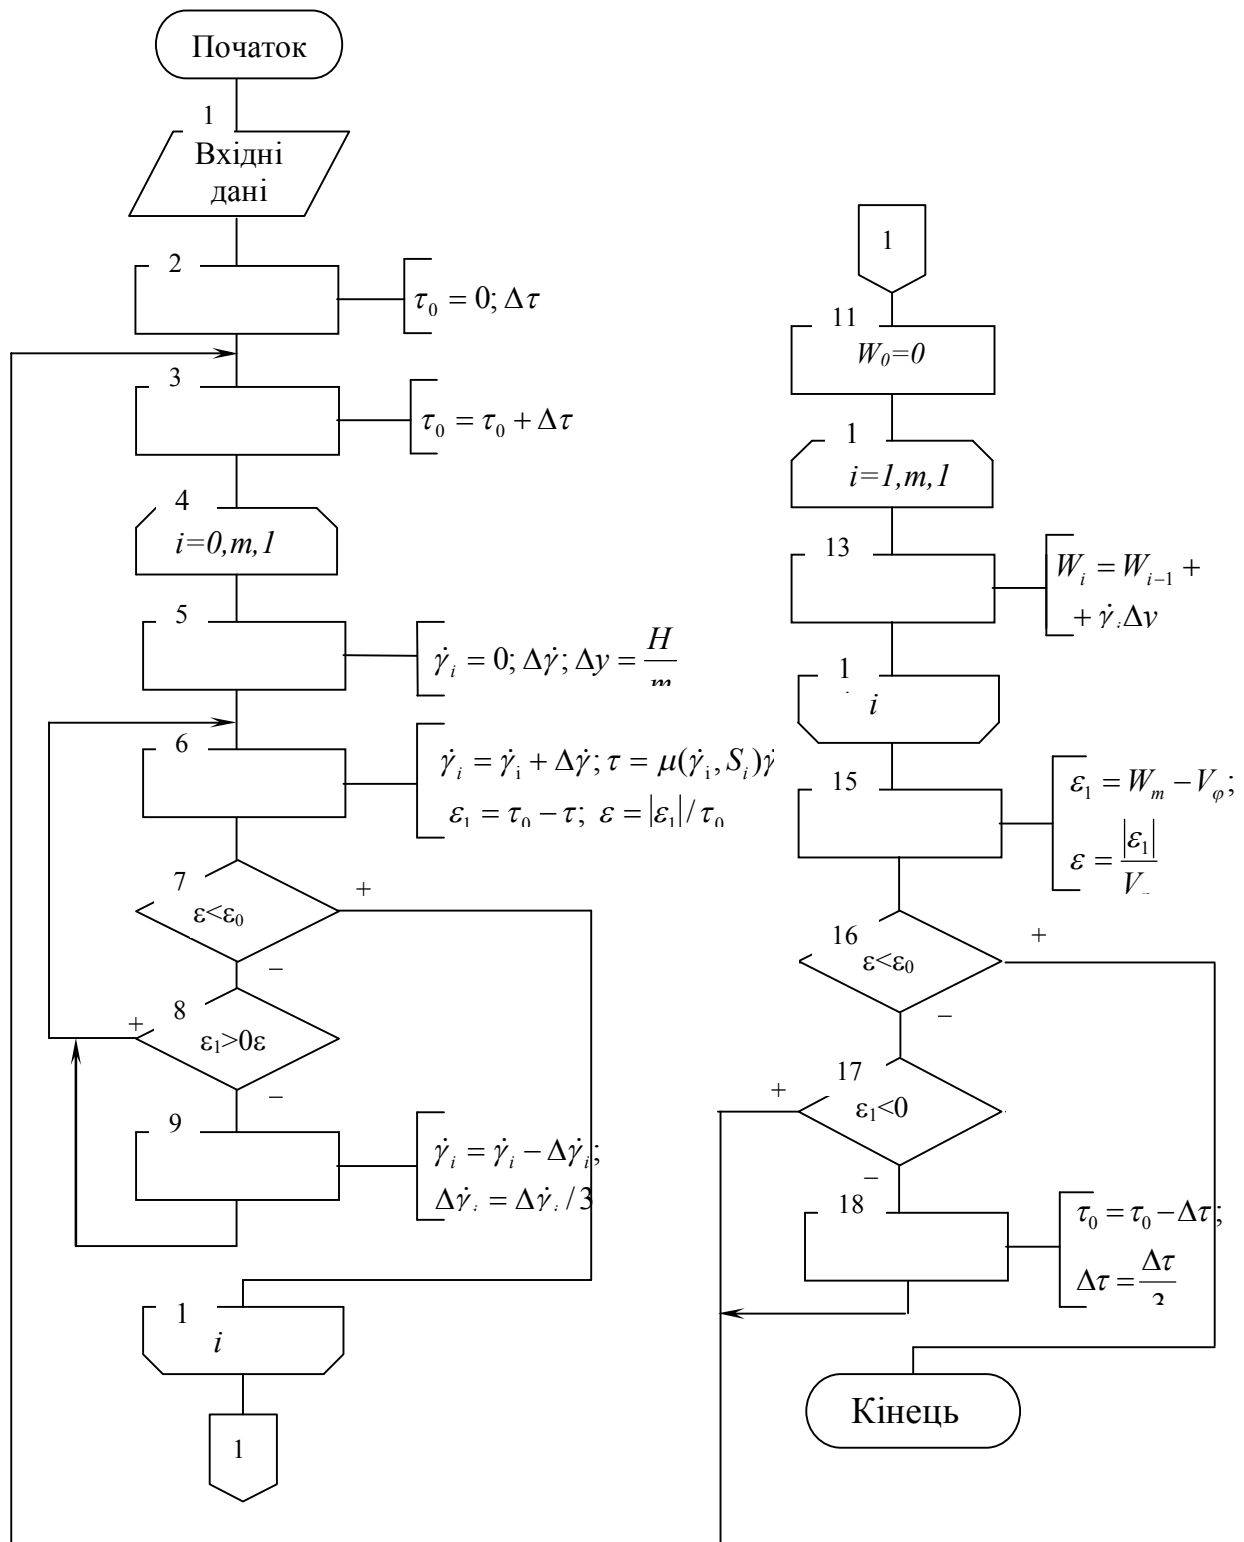 Початок
1
Вхідні
дані
2
τ₀ = 0; Δτ
3
τ₀ = τ₀ + Δτ
4
i=0,m,1
5
γ̇ᵢ = 0; Δγ̇; Δy = H/m
6
γ̇ᵢ = γ̇ᵢ + Δγ̇; τ = μ(γ̇ᵢ, Sᵢ)γ̇
ε₁ = τ₀ − τ; ε = |ε₁| / τ₀
7
+
ε<ε₀
−
8
+
ε₁>0ε
−
9
γ̇ᵢ = γ̇ᵢ − Δγ̇ᵢ;
Δγ̇ᵢ = Δγ̇ᵢ / 3
1
i
1
1
11
W₀=0
1
i=1,m,1
13
Wᵢ = Wᵢ₋₁ +
+ γ̇ᵢΔy
1
i
15
ε₁ = Wₘ − Vᵩ;
ε = |ε₁|/Vᵩ
16
+
ε<ε₀
−
17
+
ε₁<0
−
18
τ₀ = τ₀ − Δτ;
Δτ = Δτ/3
Кінець